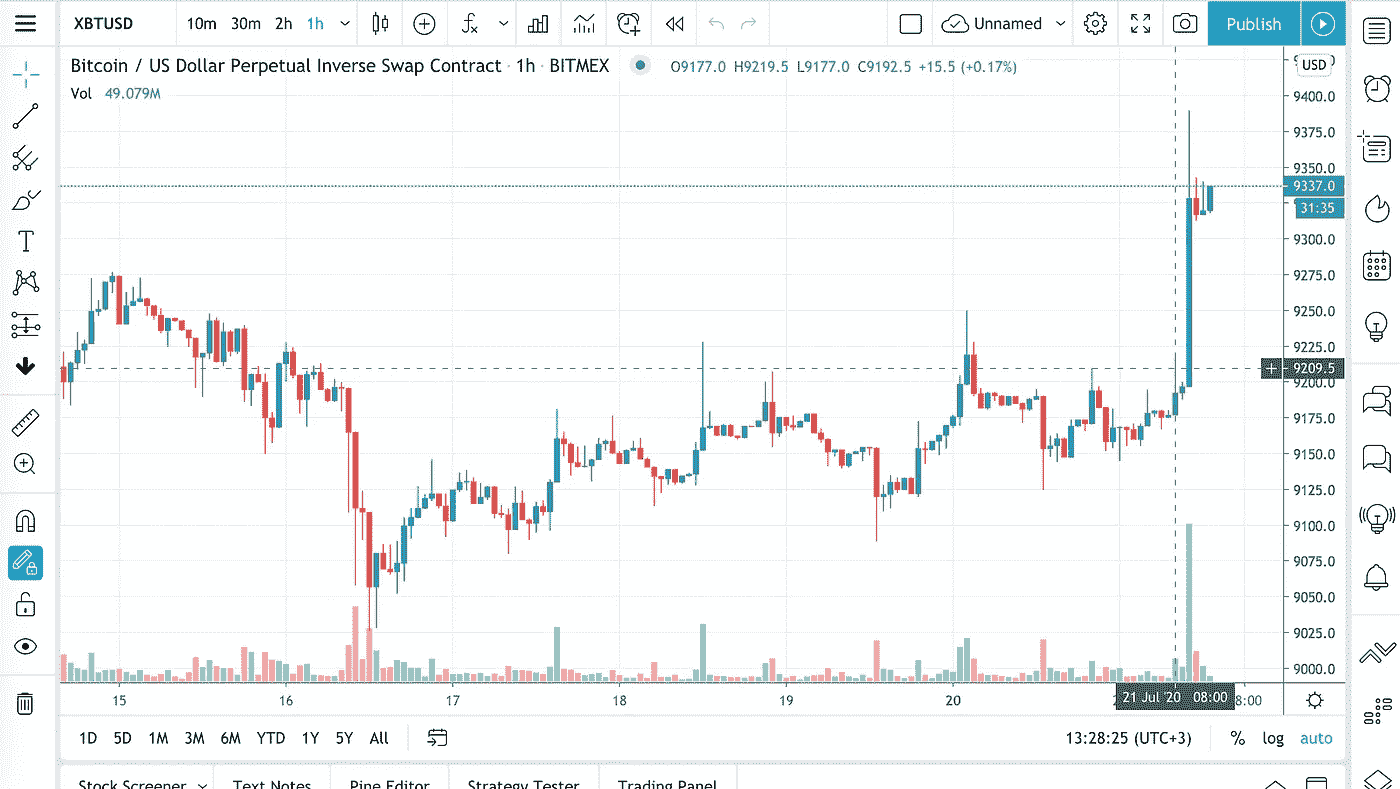 XBTUSD 10m 30m 2h 1h Unnamed Publish
Bitcoin / US Dollar Perpetual Inverse Swap Contract · 1h · BITMEX O9177.0 H9219.5 L9177.0 C9192.5 +15.5 (+0.17%)
USD
Vol 49.079M
9400.0
9375.0
9350.0
9337.0
31:35
9300.0
9275.0
9250.0
9225.0
9209.5
9200.0
9175.0
9150.0
9125.0
9100.0
9075.0
9050.0
9025.0
9000.0
15 16 17 18 19 20 21 Jul '20 08:00 8:00
1D 5D 1M 3M 6M YTD 1Y 5Y All 13:28:25 (UTC+3) % log auto
Stock Screener Text Notes Pine Editor Strategy Tester Trading Panel